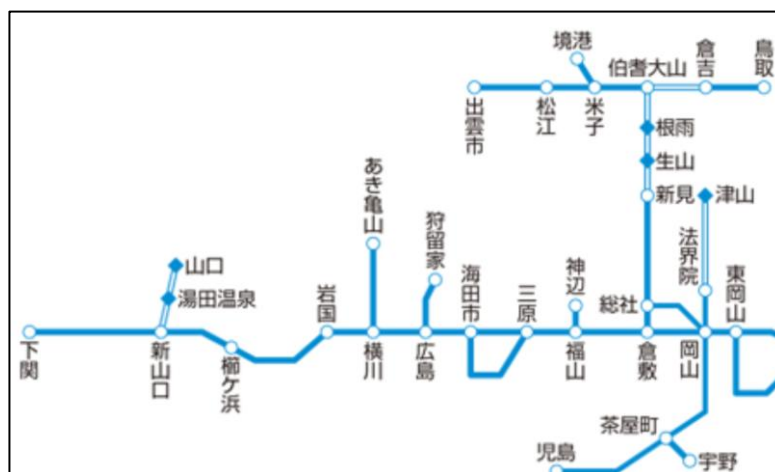 境港
伯耆大山
倉吉
鳥取
出雲市
松江
米子
根雨
生山
新見
津山
あき亀山
狩留家
法界院
山口
湯田温泉
岩国
海田市
三原
神辺
総社
東岡山
下関
新山口
櫛ケ浜
横川
広島
福山
倉敷
岡山
茶屋町
児島
宇野